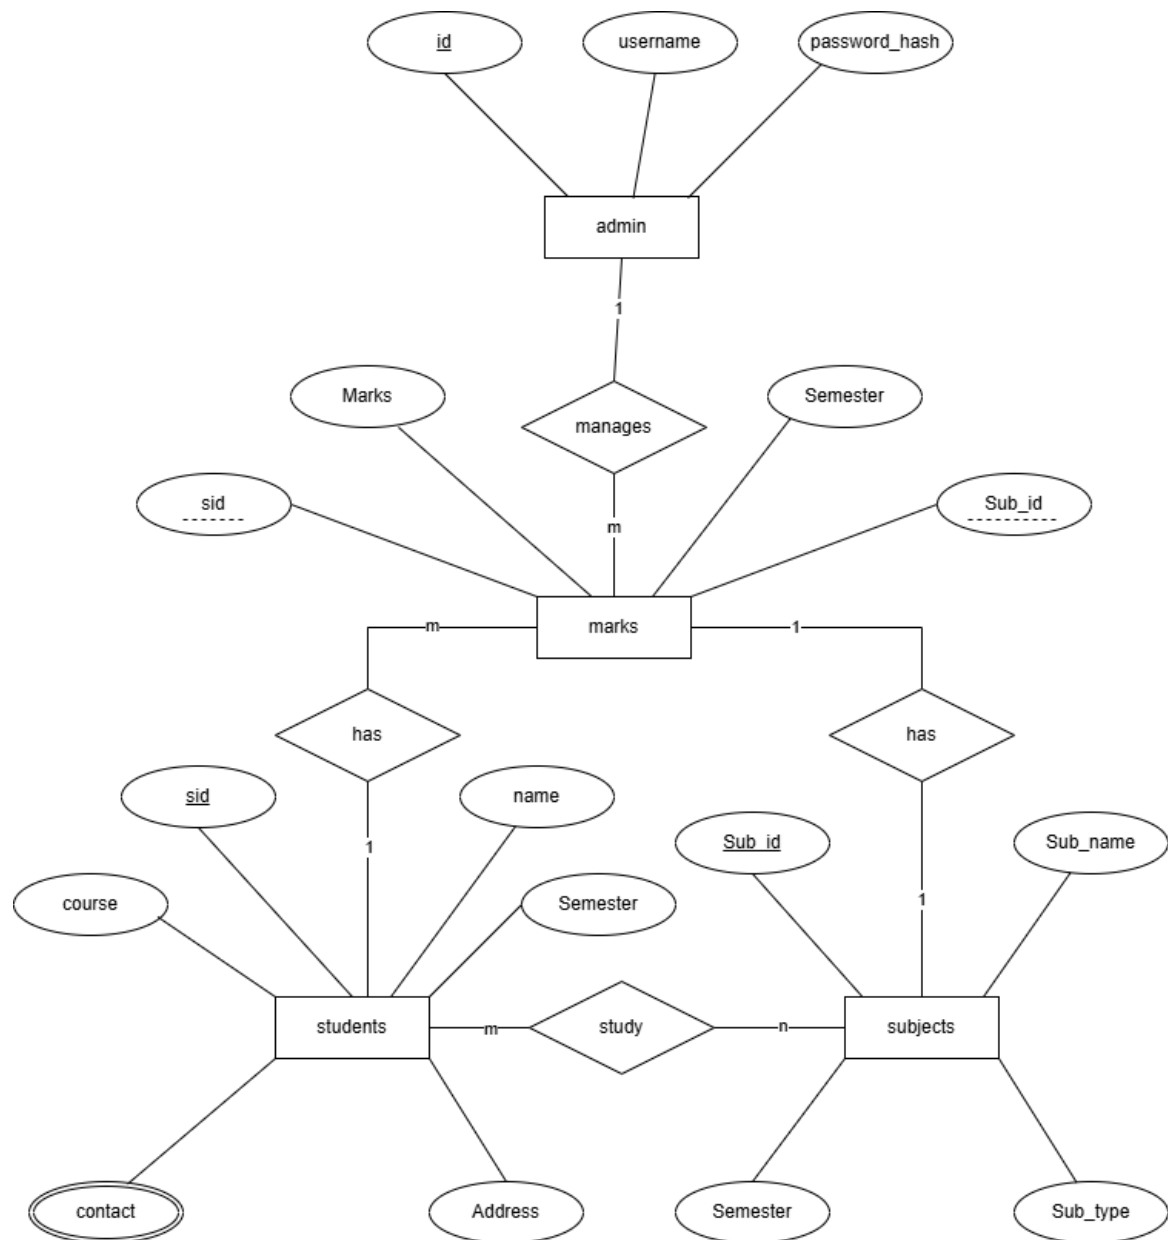 id
username
password_hash
admin
1
Marks
manages
Semester
sid
m
Sub_id
marks
m
1
has
has
sid
name
1
Sub_id
Sub_name
course
Semester
1
students
m
study
n
subjects
contact
Address
Semester
Sub_type